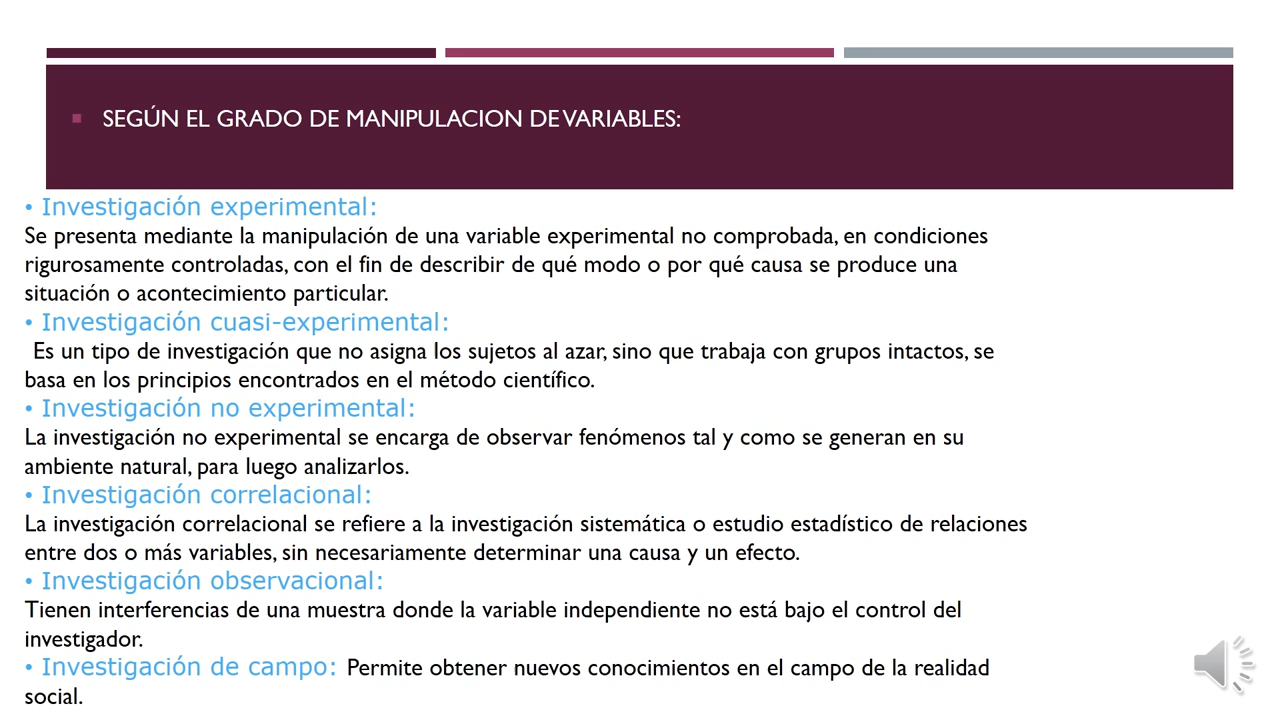 ▪ SEGÚN EL GRADO DE MANIPULACION DE VARIABLES:
• Investigación experimental:
Se presenta mediante la manipulación de una variable experimental no comprobada, en condiciones
rigurosamente controladas, con el fin de describir de qué modo o por qué causa se produce una
situación o acontecimiento particular.
• Investigación cuasi-experimental:
Es un tipo de investigación que no asigna los sujetos al azar, sino que trabaja con grupos intactos, se
basa en los principios encontrados en el método científico.
• Investigación no experimental:
La investigación no experimental se encarga de observar fenómenos tal y como se generan en su
ambiente natural, para luego analizarlos.
• Investigación correlacional:
La investigación correlacional se refiere a la investigación sistemática o estudio estadístico de relaciones
entre dos o más variables, sin necesariamente determinar una causa y un efecto.
• Investigación observacional:
Tienen interferencias de una muestra donde la variable independiente no está bajo el control del
investigador.
• Investigación de campo: Permite obtener nuevos conocimientos en el campo de la realidad
social.